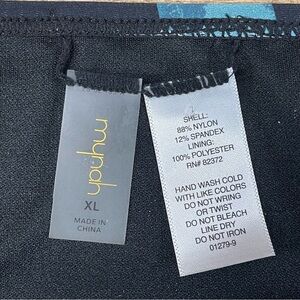 mynah
XL
MADE IN
CHINA
SHELL:
88% NYLON
12% SPANDEX
LINING:
100% POLYESTER
RN# 82372
HAND WASH COLD
WITH LIKE COLORS
DO NOT WRING
OR TWIST
DO NOT BLEACH
LINE DRY
DO NOT IRON
01279-9